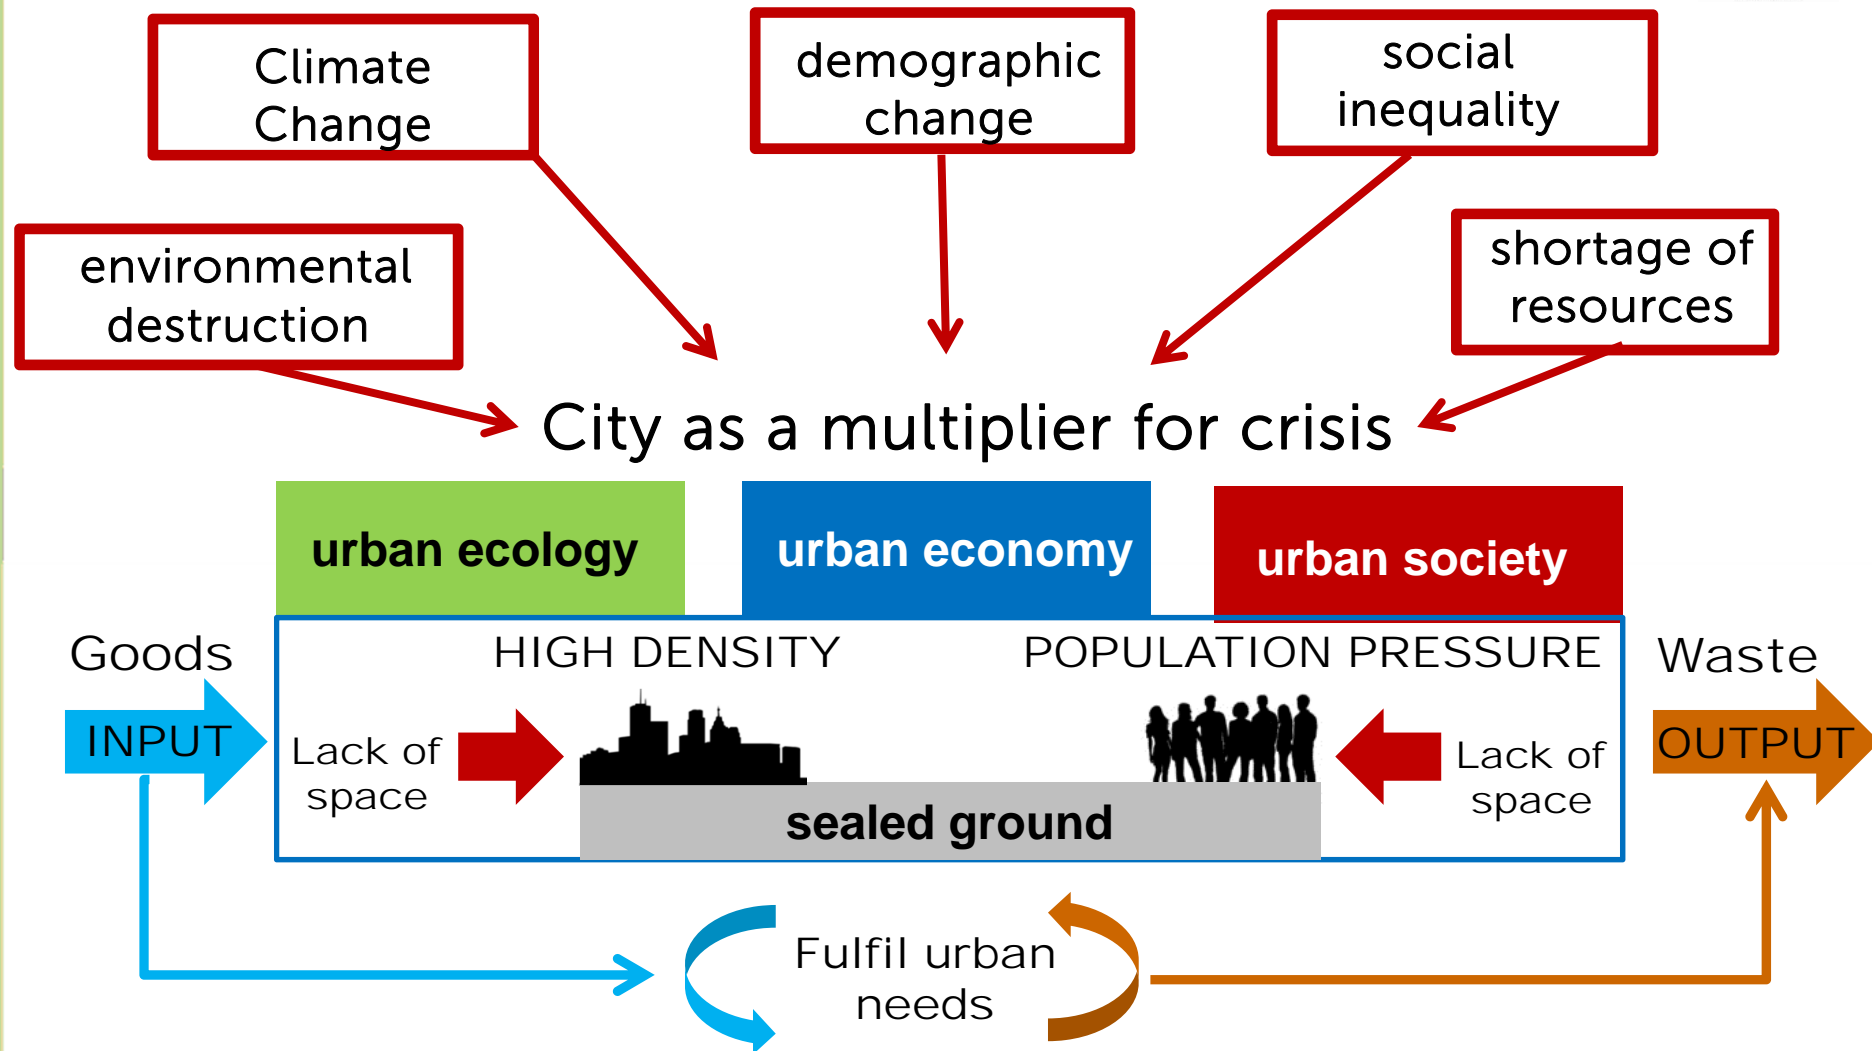 Climate
Change
demographic
change
social
inequality
environmental
destruction
shortage of
resources
City as a multiplier for crisis
urban ecology
urban economy
urban society
Goods
HIGH DENSITY
POPULATION PRESSURE
Waste
INPUT
Lack of
space
Lack of
space
OUTPUT
sealed ground
Fulfil urban
needs